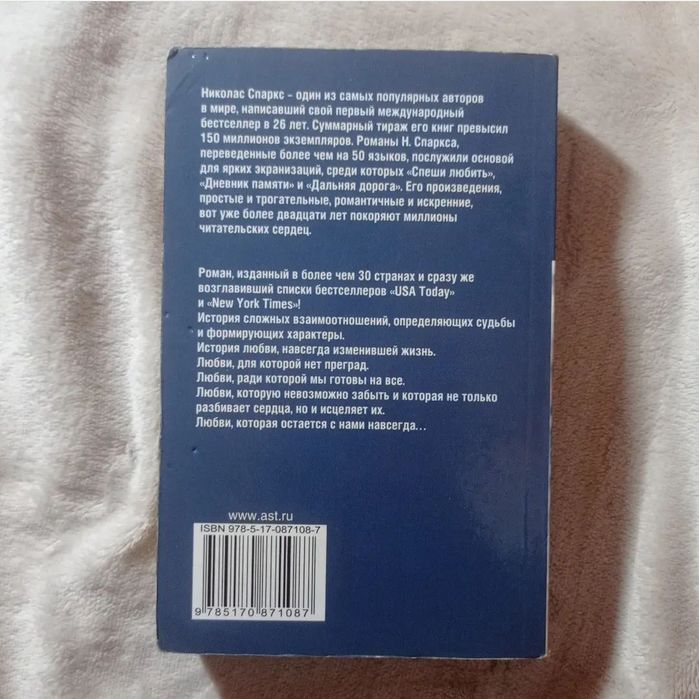 Николас Спаркс - один из самых популярных авторов
в мире, написавший свой первый международный
бестселлер в 26 лет. Суммарный тираж его книг превысил
150 миллионов экземпляров. Романы Н. Спаркса,
переведенные более чем на 50 языков, послужили основой
для ярких экранизаций, среди которых «Спеши любить»,
«Дневник памяти» и «Дальняя дорога». Его произведения,
простые и трогательные, романтичные и искренние,
вот уже более двадцати лет покоряют миллионы
читательских сердец.
Роман, изданный в более чем 30 странах и сразу же
возглавивший списки бестселлеров «USA Today»
и «New York Times»!
История сложных взаимоотношений, определяющих судьбы
и формирующих характеры.
История любви, навсегда изменившей жизнь.
Любви, для которой нет преград.
Любви, ради которой мы готовы на все.
Любви, которую невозможно забыть и которая не только
разбивает сердца, но и исцеляет их.
Любви, которая остается с нами навсегда...
www.ast.ru
ISBN 978-5-17-087108-7
9 785170 871087